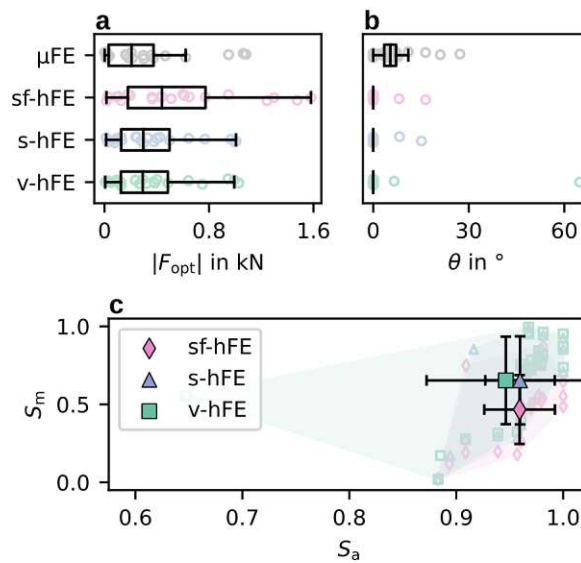 a
b
μFE
sf-hFE
s-hFE
v-hFE
0 0.8 1.6
0 30 60
|F_opt| in kN
θ in °
c
1.0
0.5
0.0
S_m
sf-hFE
s-hFE
v-hFE
0.6 0.7 0.8 0.9 1.0
S_a